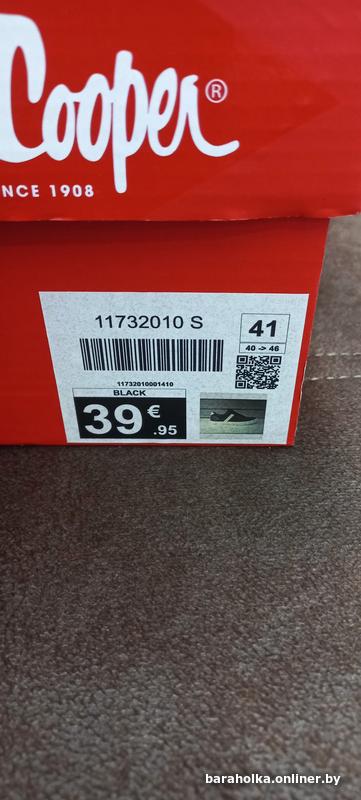 Cooper®
NCE 1908
11732010 S
41
40 -> 46
11732010001410
BLACK
39€.95
baraholka.onliner.by